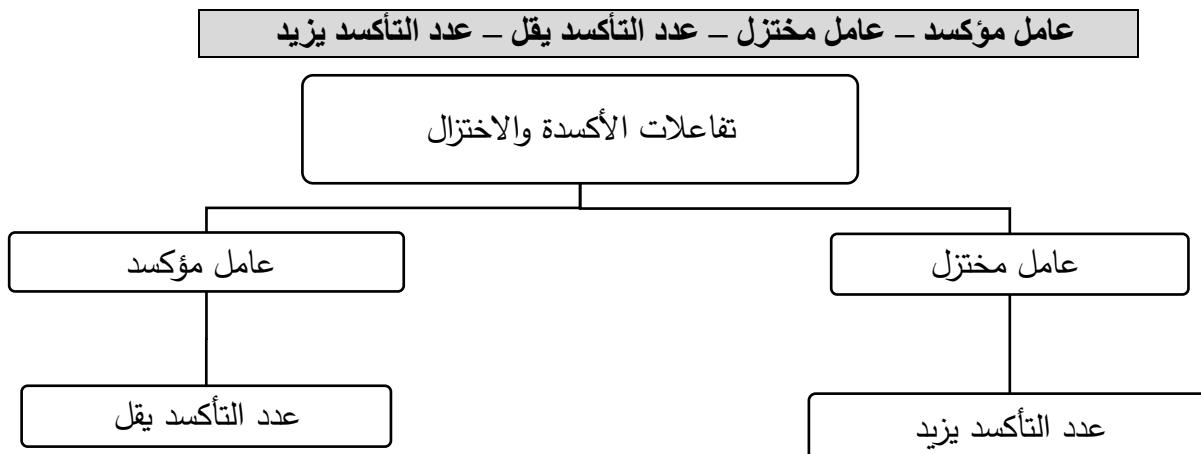 عامل مؤكسد – عامل مختزل – عدد التأكسد يقل – عدد التأكسد يزيد
تفاعلات الأكسدة والاختزال
عامل مختزل
عامل مؤكسد
عدد التأكسد يزيد
عدد التأكسد يقل